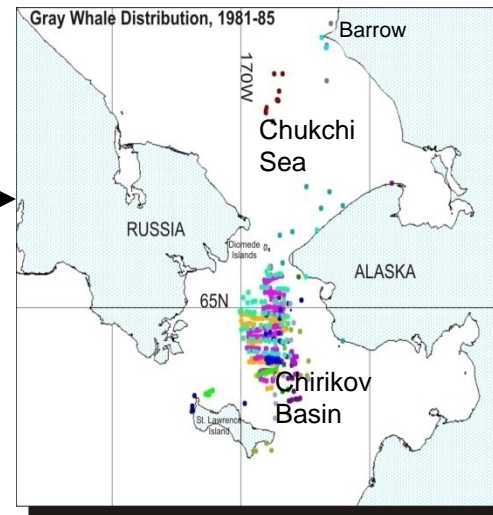 Gray Whale Distribution, 1981-85
Barrow
170W
Chukchi
Sea
RUSSIA
Diomede
Islands
ALASKA
65N
Chirikov
Basin
St. Lawrence
Island